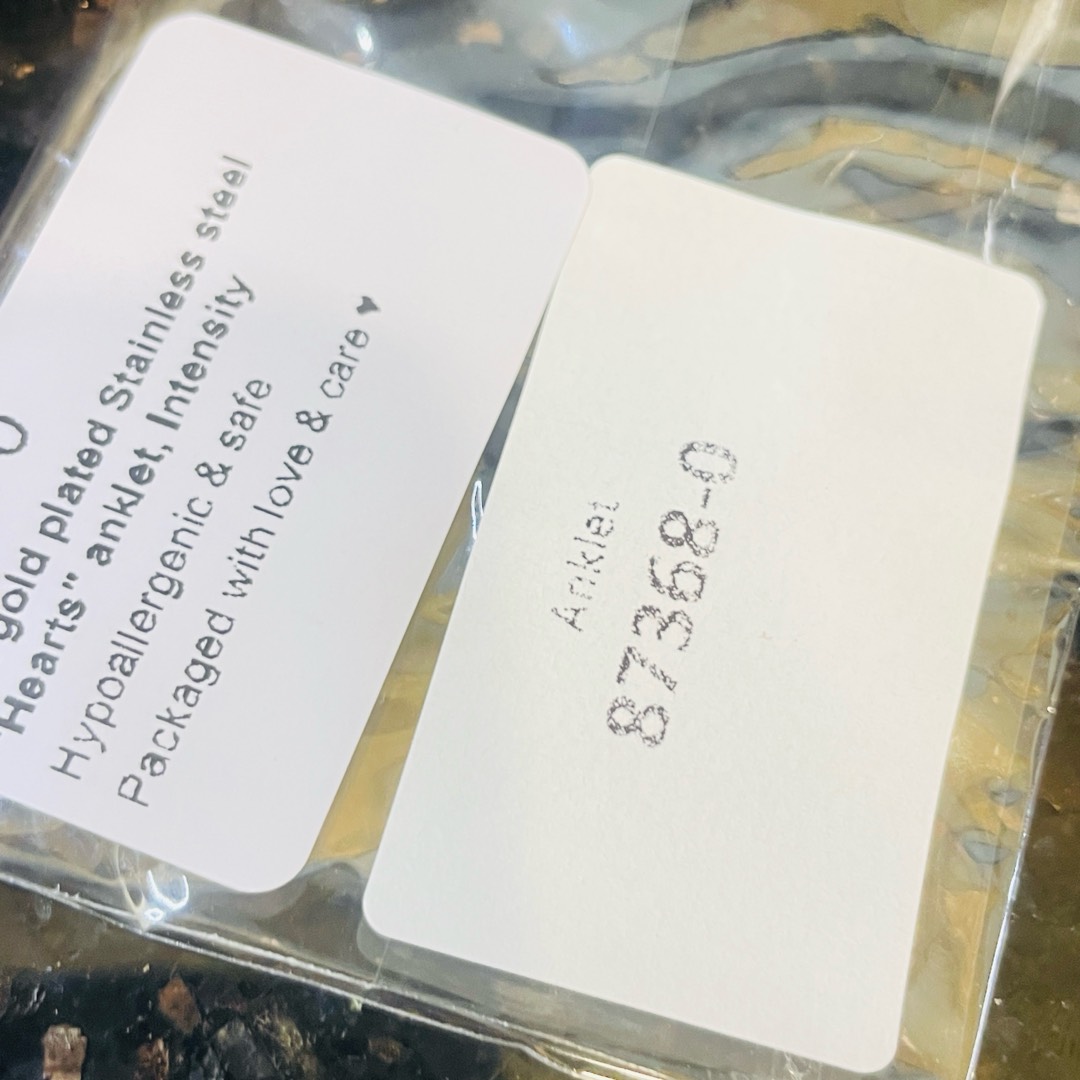 gold plated Stainless steel
"Hearts" anklet, Intensity
Hypoallergenic & safe
Packaged with love & care ♥
Anklet
87368-0